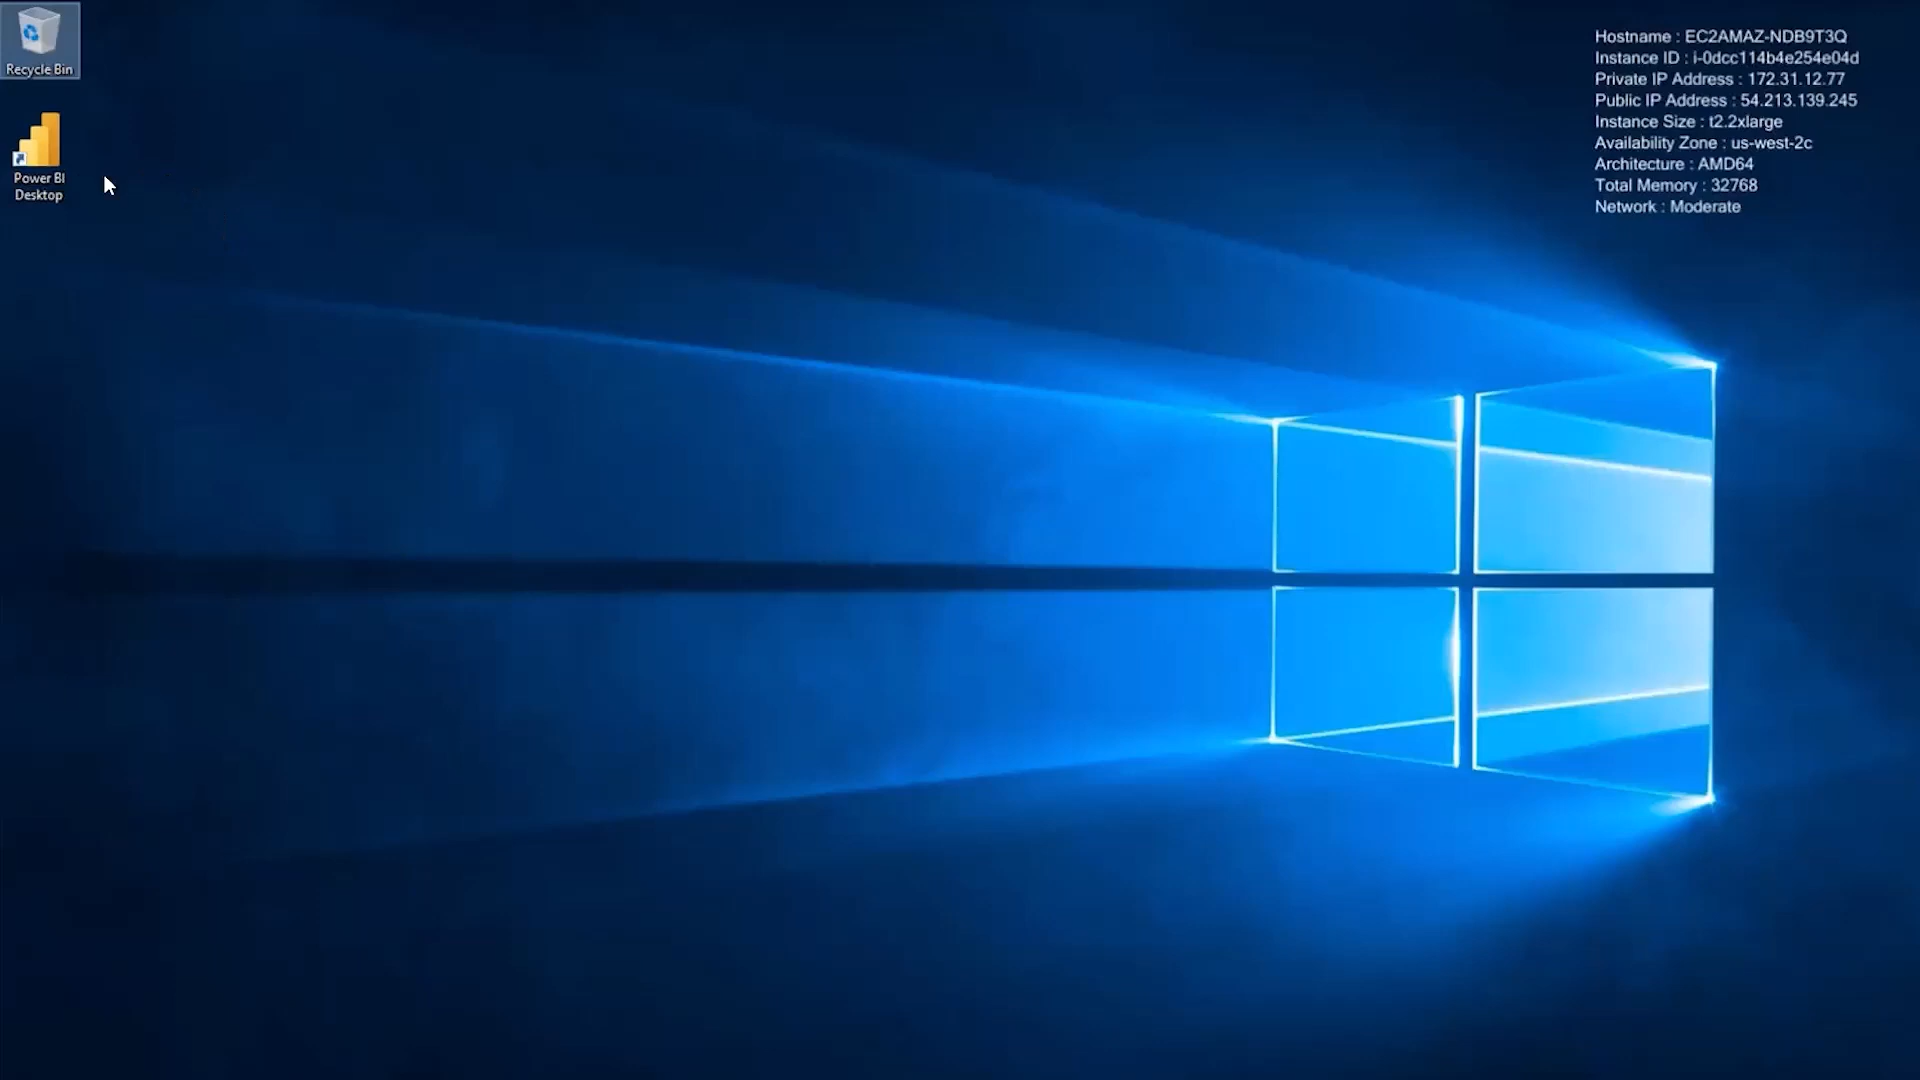 Recycle Bin
Power BI
Desktop
Hostname : EC2AMAZ-NDB9T3Q
Instance ID : i-0dcc114b4e254e04d
Private IP Address : 172.31.12.77
Public IP Address : 54.213.139.245
Instance Size : t2.2xlarge
Availability Zone : us-west-2c
Architecture : AMD64
Total Memory : 32768
Network : Moderate